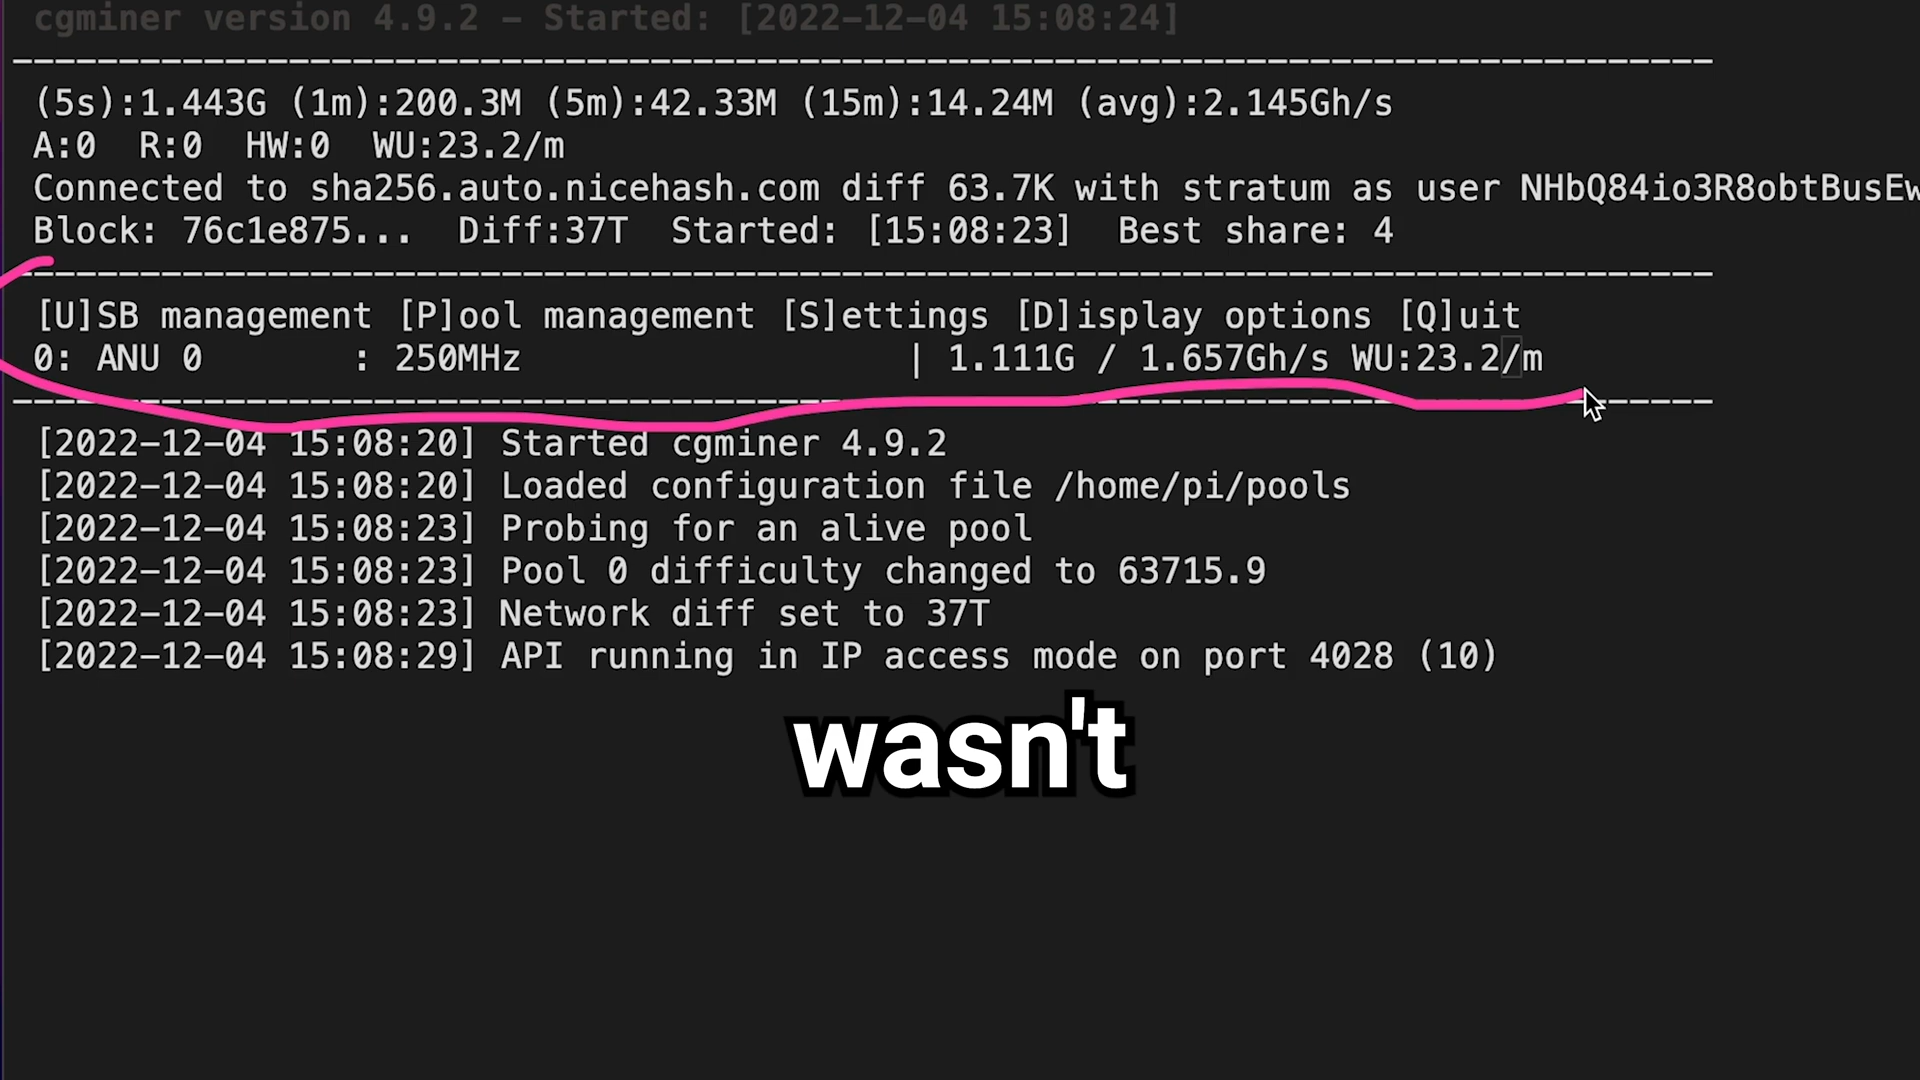 cgminer version 4.9.2 - Started: [2022-12-04 15:08:24]
(5s):1.443G (1m):200.3M (5m):42.33M (15m):14.24M (avg):2.145Gh/s
A:0  R:0  HW:0  WU:23.2/m
Connected to sha256.auto.nicehash.com diff 63.7K with stratum as user NHbQ84io3R8obtBusEw
Block: 76c1e875...  Diff:37T  Started: [15:08:23]  Best share: 4
[U]SB management [P]ool management [S]ettings [D]isplay options [Q]uit
0: ANU 0       : 250MHz                  | 1.111G / 1.657Gh/s WU:23.2/m
[2022-12-04 15:08:20] Started cgminer 4.9.2
[2022-12-04 15:08:20] Loaded configuration file /home/pi/pools
[2022-12-04 15:08:23] Probing for an alive pool
[2022-12-04 15:08:23] Pool 0 difficulty changed to 63715.9
[2022-12-04 15:08:23] Network diff set to 37T
[2022-12-04 15:08:29] API running in IP access mode on port 4028 (10)
wasn't